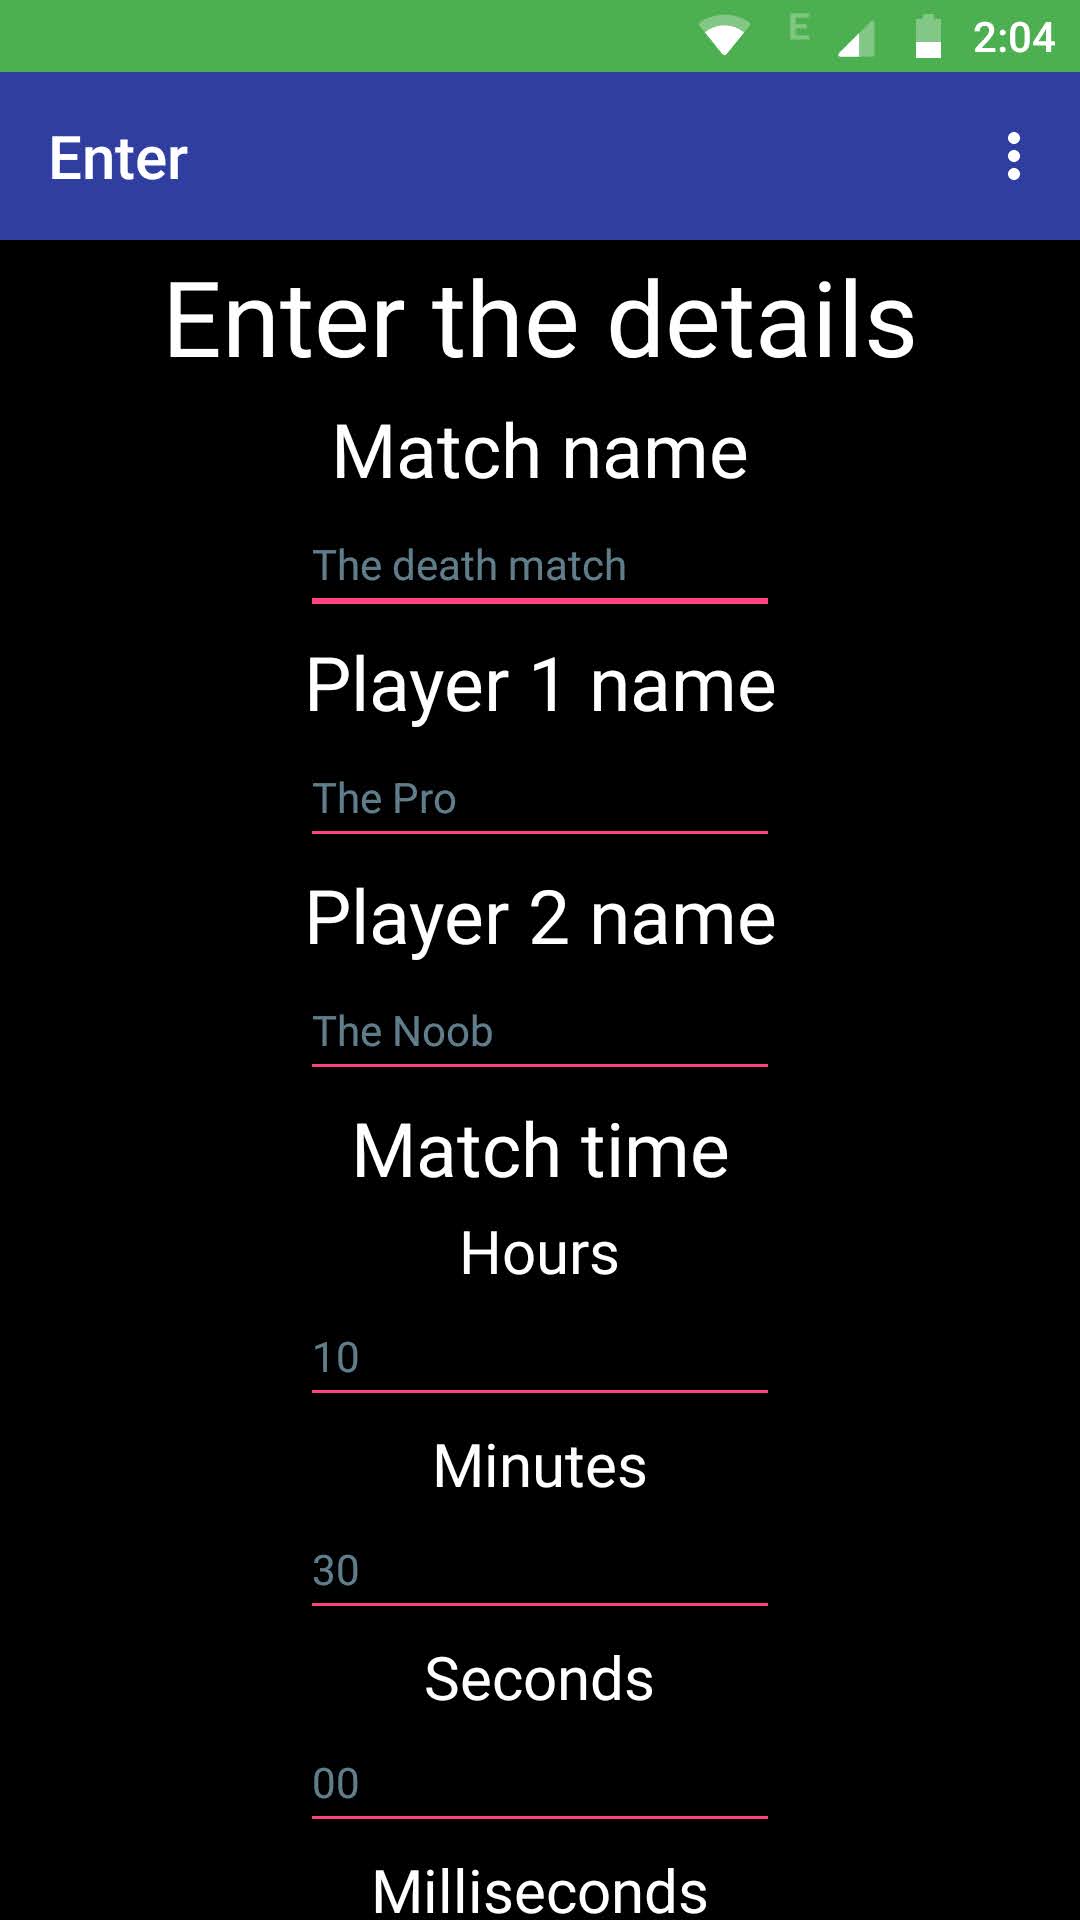 E 2:04
Enter
Enter the details
Match name
The death match
Player 1 name
The Pro
Player 2 name
The Noob
Match time
Hours
10
Minutes
30
Seconds
00
Milliseconds